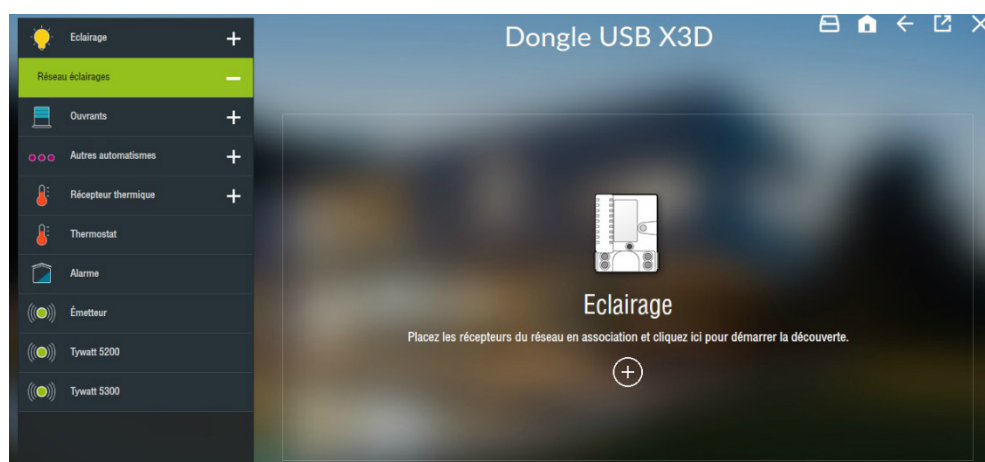 Dongle USB X3D
Eclairage
Réseau éclairages
Ouvrants
Autres automatismes
Récepteur thermique
Thermostat
Alarme
Émetteur
Tywatt 5200
Tywatt 5300
Eclairage
Placez les récepteurs du réseau en association et cliquez ici pour démarrer la découverte.